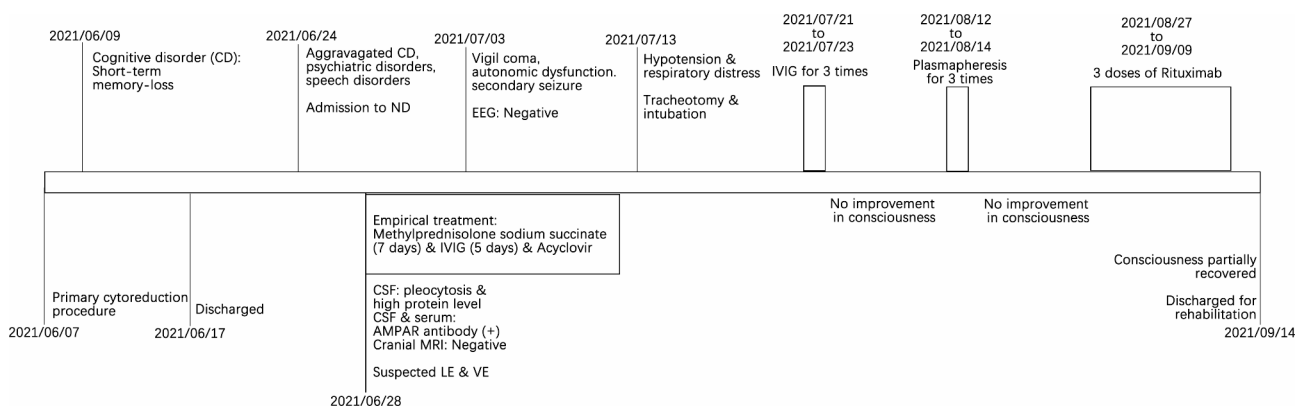 2021/06/09
Cognitive disorder (CD):
Short-term
memory-loss
2021/06/24
Aggravagated CD,
psychiatric disorders,
speech disorders
Admission to ND
2021/07/03
Vigil coma,
autonomic dysfunction.
secondary seizure
EEG: Negative
2021/07/13
Hypotension &
respiratory distress
Tracheotomy &
intubation
2021/07/21
to
2021/07/23
IVIG for 3 times
2021/08/12
to
2021/08/14
Plasmapheresis
for 3 times
2021/08/27
to
2021/09/09
3 doses of Rituximab
Primary cytoreduction
procedure
2021/06/07
Discharged
2021/06/17
Empirical treatment:
Methylprednisolone sodium succinate
(7 days) & IVIG (5 days) & Acyclovir
CSF: pleocytosis &
high protein level
CSF & serum:
AMPAR antibody (+)
Cranial MRI: Negative
Suspected LE & VE
2021/06/28
No improvement
in consciousness
No improvement
in consciousness
Consciousness partially
recovered
Discharged for
rehabilitation
2021/09/14